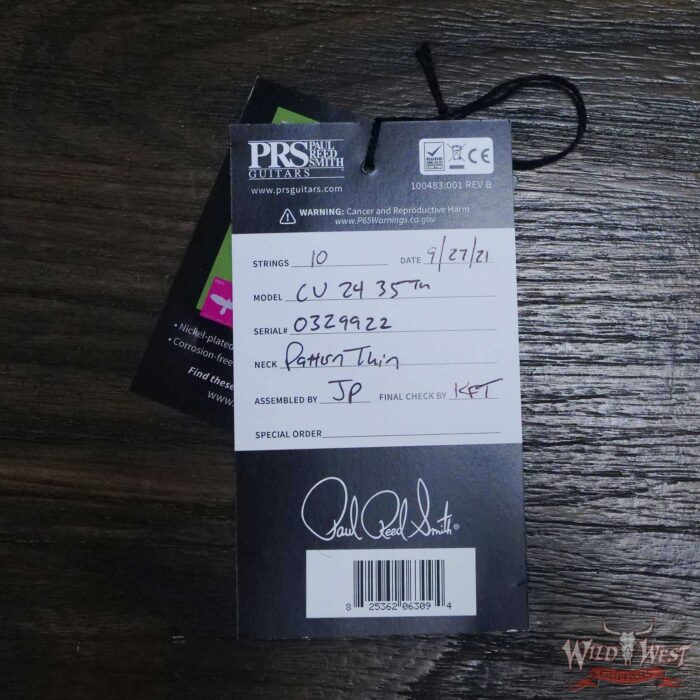 PRS PAUL REED SMITH
GUITARS
www.prsguitars.com
RoHS
CE
100483:001 REV B
WARNING: Cancer and Reproductive Harm
www.P65Warnings.ca.gov
STRINGS 10 DATE 9/27/21
MODEL CU 24 35Th
SERIAL# 0329922
NECK Pattern Thin
ASSEMBLED BY JP FINAL CHECK BY KFT
SPECIAL ORDER
Paul Reed Smith
8 25362 06309 4
• Nickel-plated
• Corrosion-free
Find these
www.
WILD WEST
GUITARS